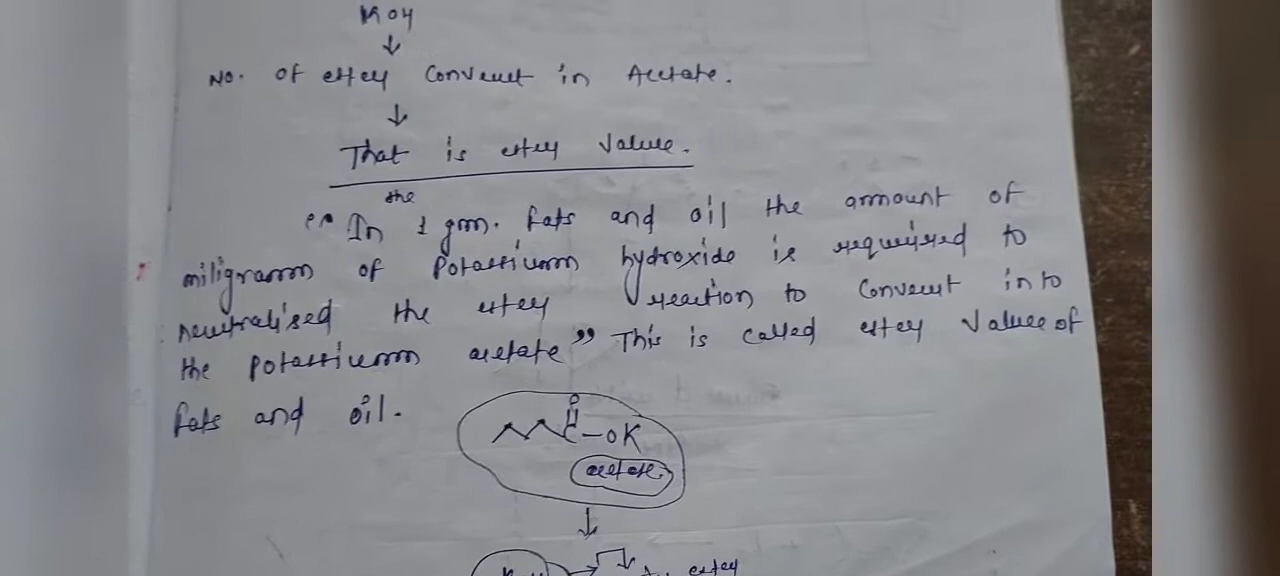 KOH
↓
No. of ester Convert in Acetate.
↓
That is ester Value.
the
"In 1 gm. fats and oil the amount of
miligramm of Potassium hydroxide is required to
neutralised the ester reaction to Convert in to
the potassium acetate" This is called ester Value of
fats and oil.
O
C-OK
acetate
↓
ester